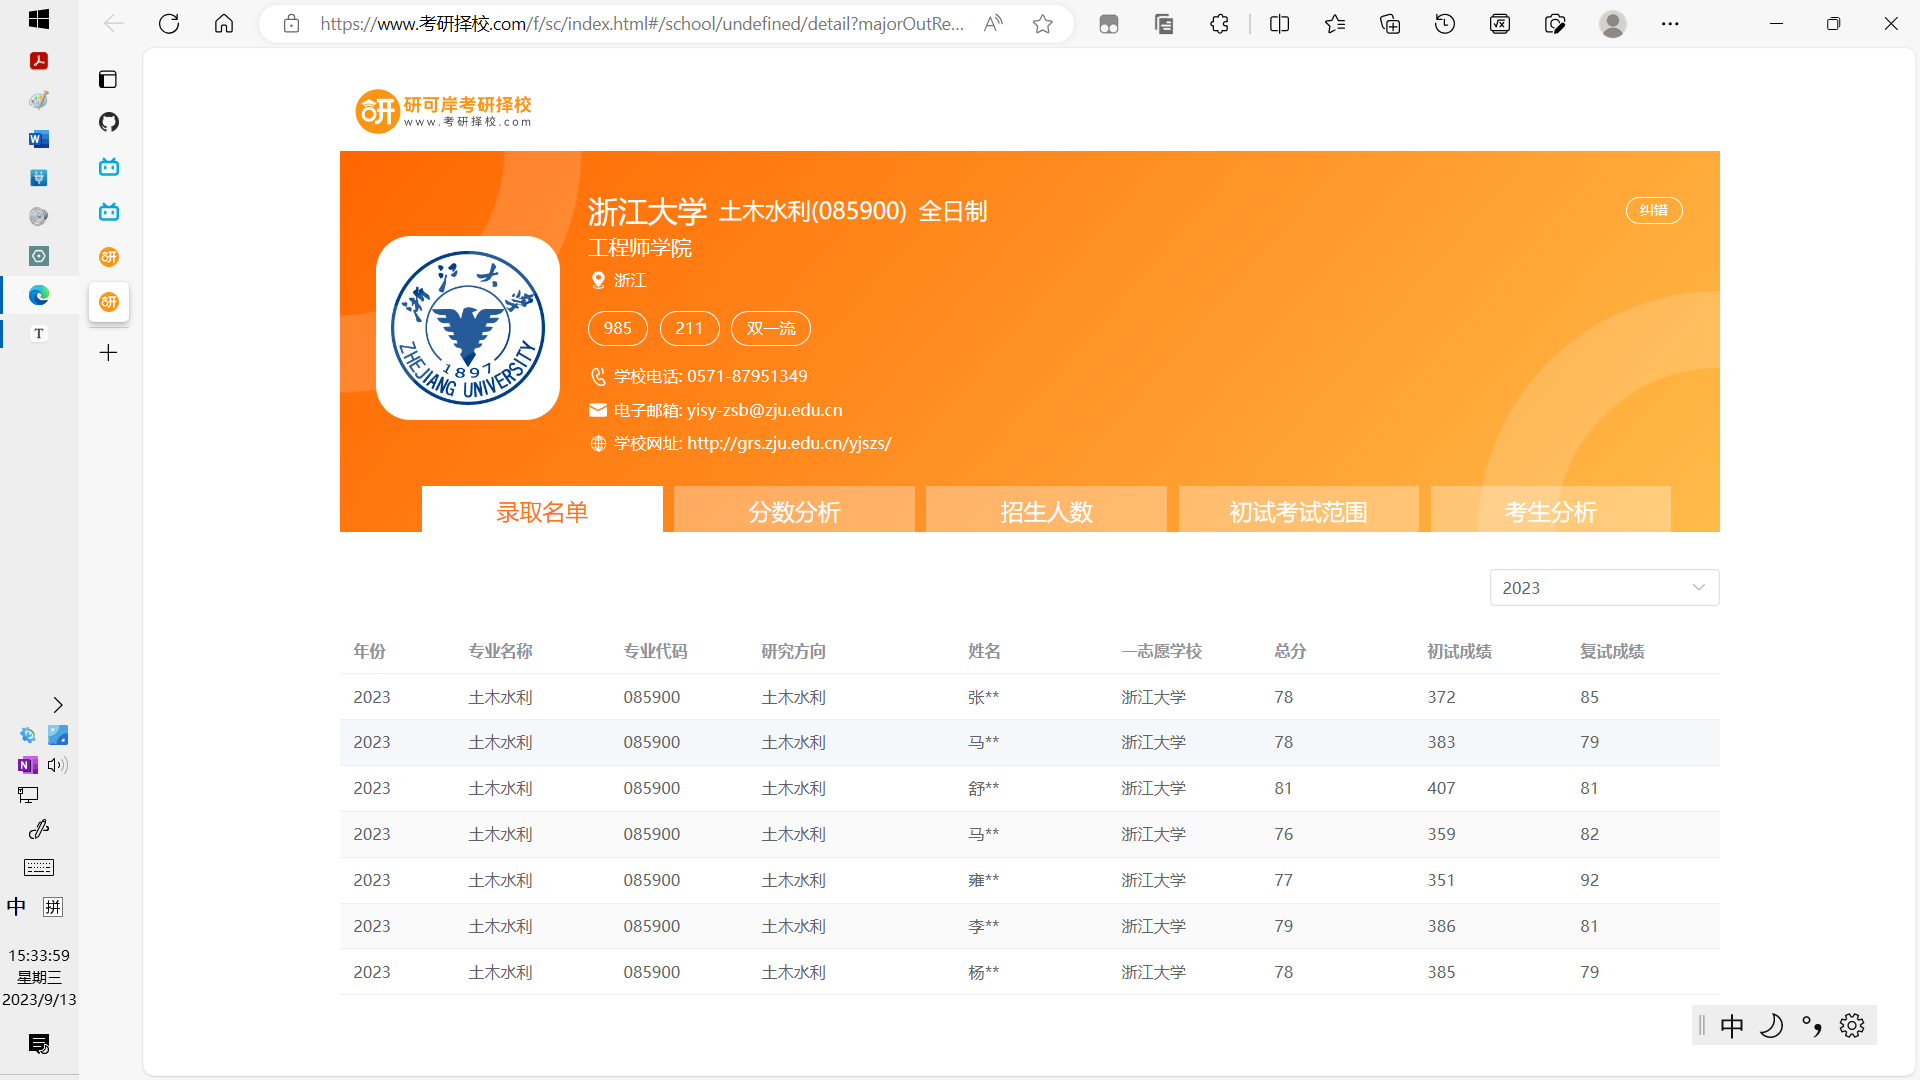 https://www.考研择校.com/f/sc/index.html#/school/undefined/detail?majorOutRe...
研 研可岸考研择校
www.考研择校.com
浙江大学 土木水利(085900) 全日制
纠错
工程师学院
浙江
985 211 双一流
学校电话: 0571-87951349
电子邮箱: yisy-zsb@zju.edu.cn
学校网址: http://grs.zju.edu.cn/yjszs/
浙江大学
1897
ZHEJIANG UNIVERSITY
录取名单 分数分析 招生人数 初试考试范围 考生分析
2023
年份 专业名称 专业代码 研究方向 姓名 一志愿学校 总分 初试成绩 复试成绩
2023 土木水利 085900 土木水利 张** 浙江大学 78 372 85
2023 土木水利 085900 土木水利 马** 浙江大学 78 383 79
2023 土木水利 085900 土木水利 舒** 浙江大学 81 407 81
2023 土木水利 085900 土木水利 马** 浙江大学 76 359 82
2023 土木水利 085900 土木水利 雍** 浙江大学 77 351 92
2023 土木水利 085900 土木水利 李** 浙江大学 79 386 81
2023 土木水利 085900 土木水利 杨** 浙江大学 78 385 79
中 拼
15:33:59
星期三
2023/9/13
中 °,